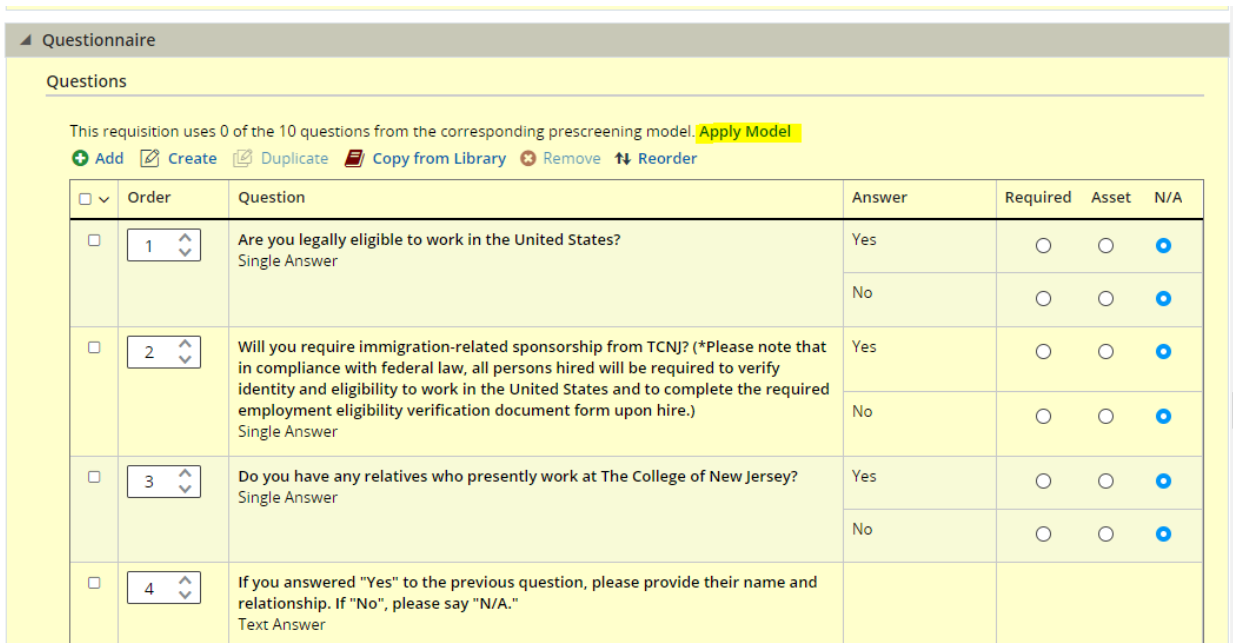 Questionnaire
Questions
This requisition uses 0 of the 10 questions from the corresponding prescreening model. Apply Model
Add Create Duplicate Copy from Library Remove Reorder
Order Question Answer Required Asset N/A
1 Are you legally eligible to work in the United States? Yes
Single Answer
No
2 Will you require immigration-related sponsorship from TCNJ? (*Please note that Yes
in compliance with federal law, all persons hired will be required to verify
identity and eligibility to work in the United States and to complete the required
employment eligibility verification document form upon hire.) No
Single Answer
3 Do you have any relatives who presently work at The College of New Jersey? Yes
Single Answer
No
4 If you answered "Yes" to the previous question, please provide their name and
relationship. If "No", please say "N/A."
Text Answer